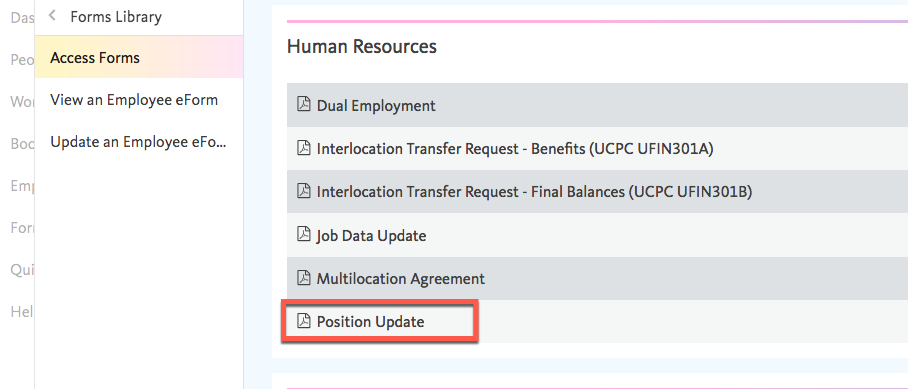 Forms Library
Access Forms
View an Employee eForm
Update an Employee eFo...
Das
Peo
Wor
Boo
Emp
For
Qui
Hel
Human Resources
Dual Employment
Interlocation Transfer Request - Benefits (UCPC UFIN301A)
Interlocation Transfer Request - Final Balances (UCPC UFIN301B)
Job Data Update
Multilocation Agreement
Position Update